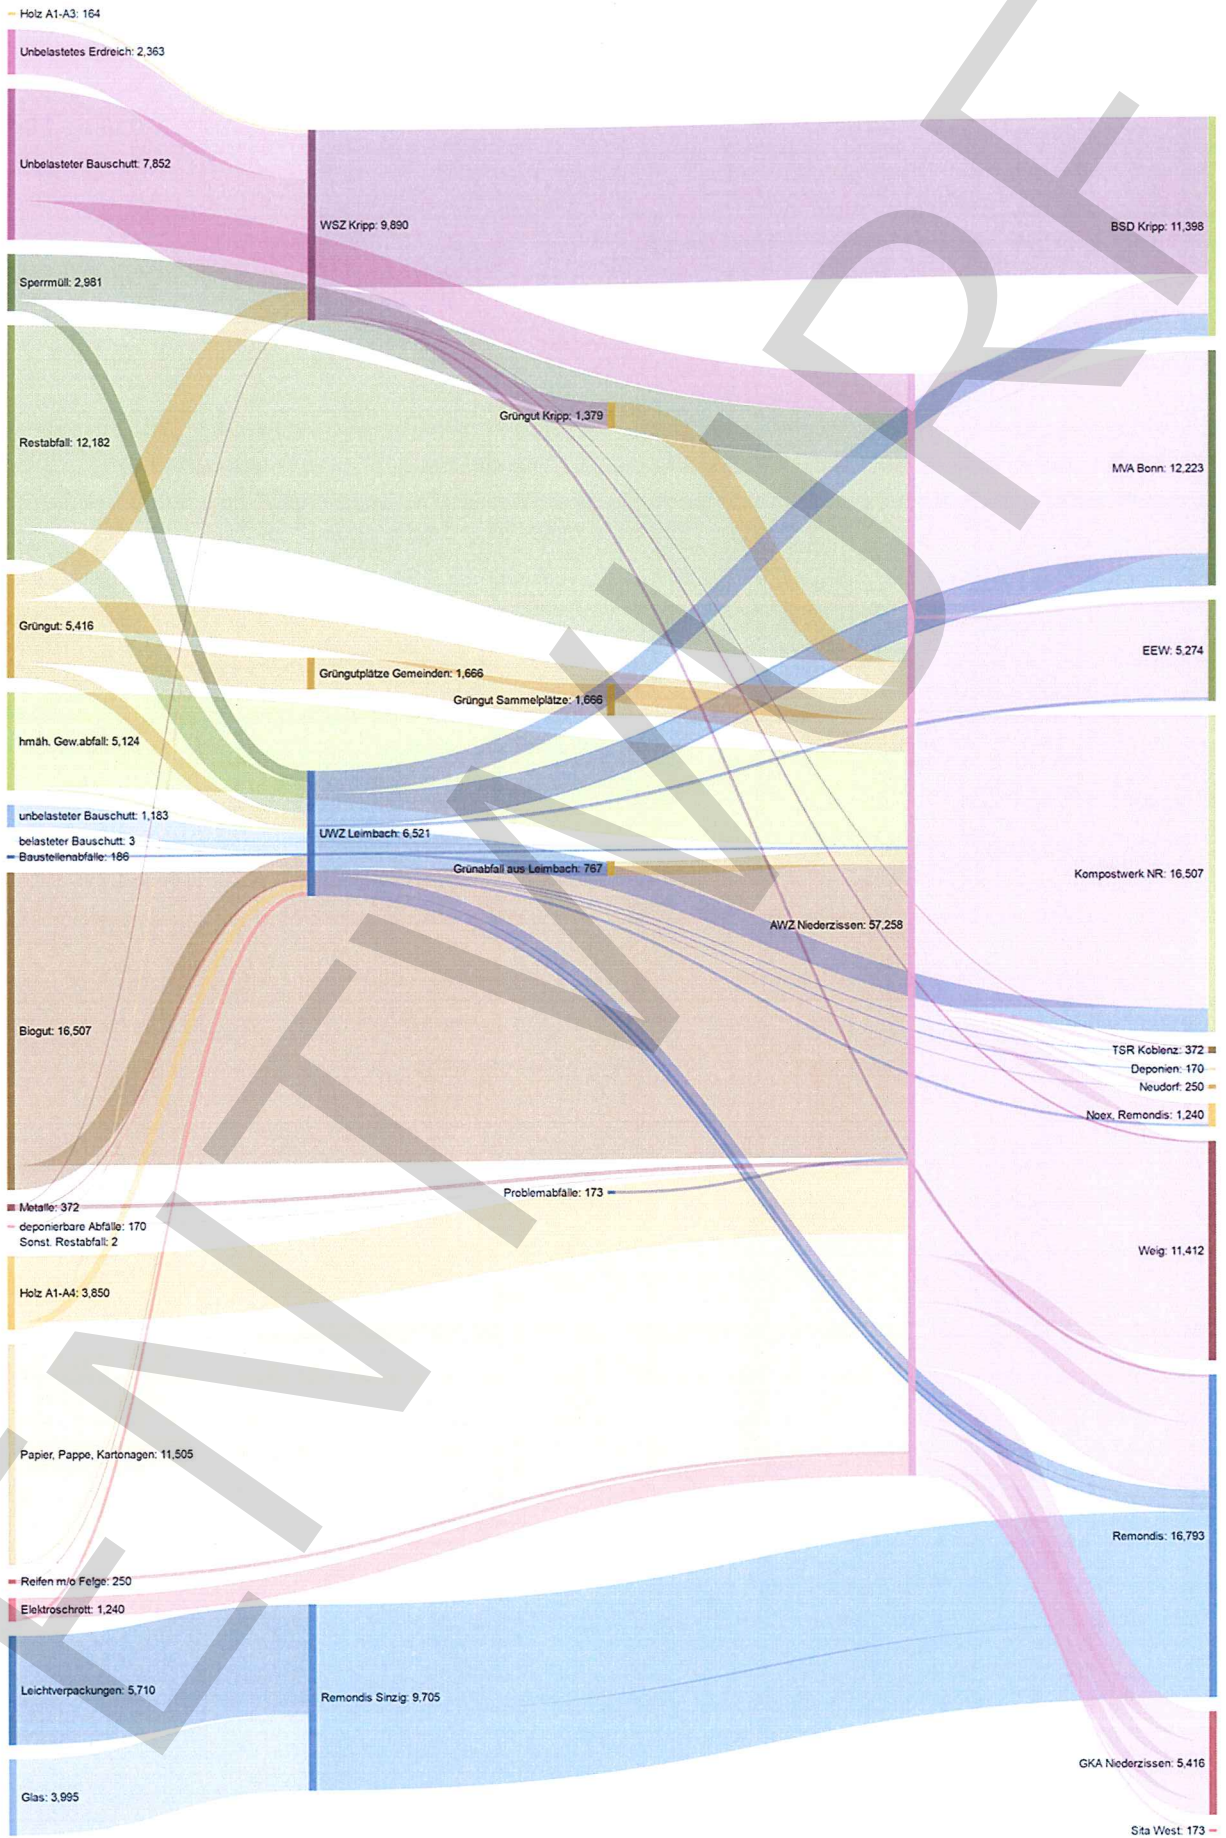 Holz A1-A3: 164
Unbelastetes Erdreich: 2,363
Unbelasteter Bauschutt: 7,852
Sperrmüll: 2,981
Restabfall: 12,182
Grüngut: 5,416
hmäh. Gew.abfall: 5,124
unbelasteter Bauschutt: 1,183
belasteter Bauschutt: 3
Baustellenabfälle: 186
Biogut: 16,507
Metalle: 372
deponierbare Abfälle: 170
Sonst. Restabfall: 2
Holz A1-A4: 3,850
Papier, Pappe, Kartonagen: 11,505
Reifen m/o Felge: 250
Elektroschrott: 1,240
Leichtverpackungen: 5,710
Glas: 3,995
WSZ Kripp: 9,890
Grüngutplätze Gemeinden: 1,666
UWZ Leimbach: 6,521
Remondis Sinzig: 9,705
Grüngut Kripp: 1,379
Grüngut Sammelplätze: 1,666
Grünabfall aus Leimbach: 767
Problemabfälle: 173
AWZ Niederzissen: 57,258
BSD Kripp: 11,398
MVA Bonn: 12,223
EEW: 5,274
Kompostwerk NR: 16,507
TSR Koblenz: 372
Deponien: 170
Neudorf: 250
Noex, Remondis: 1,240
Weig: 11,412
Remondis: 16,793
GKA Niederzissen: 5,416
Sita West: 173
ENTWURF